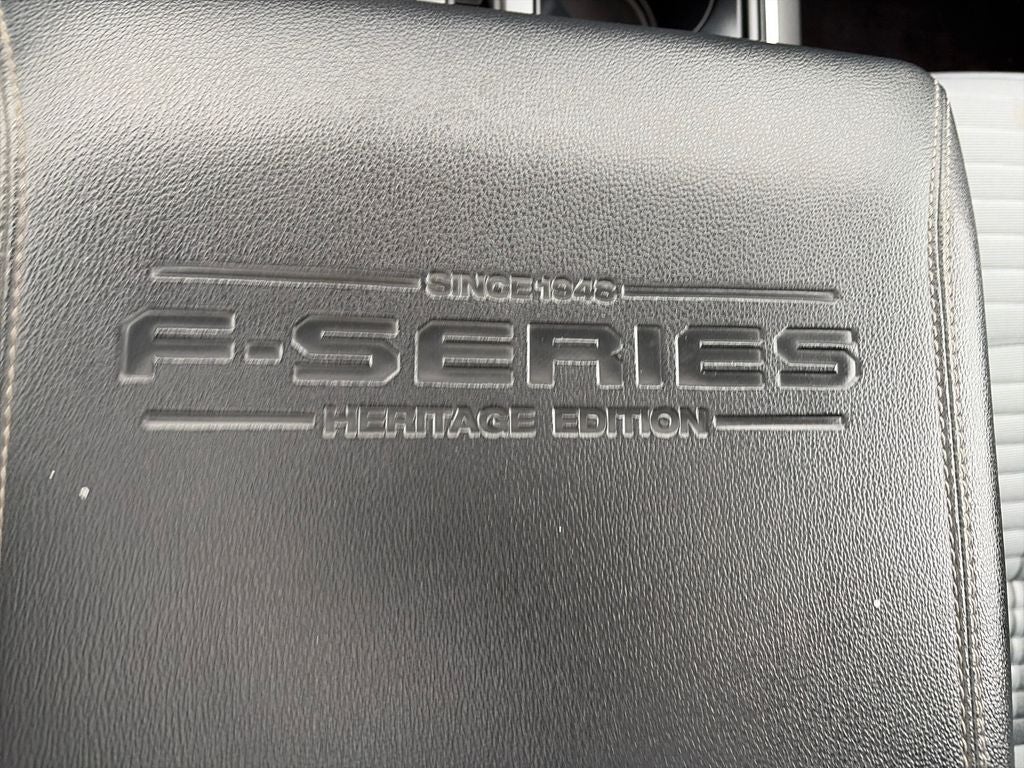 SINCE 1948
F-SERIES
HERITAGE EDITION